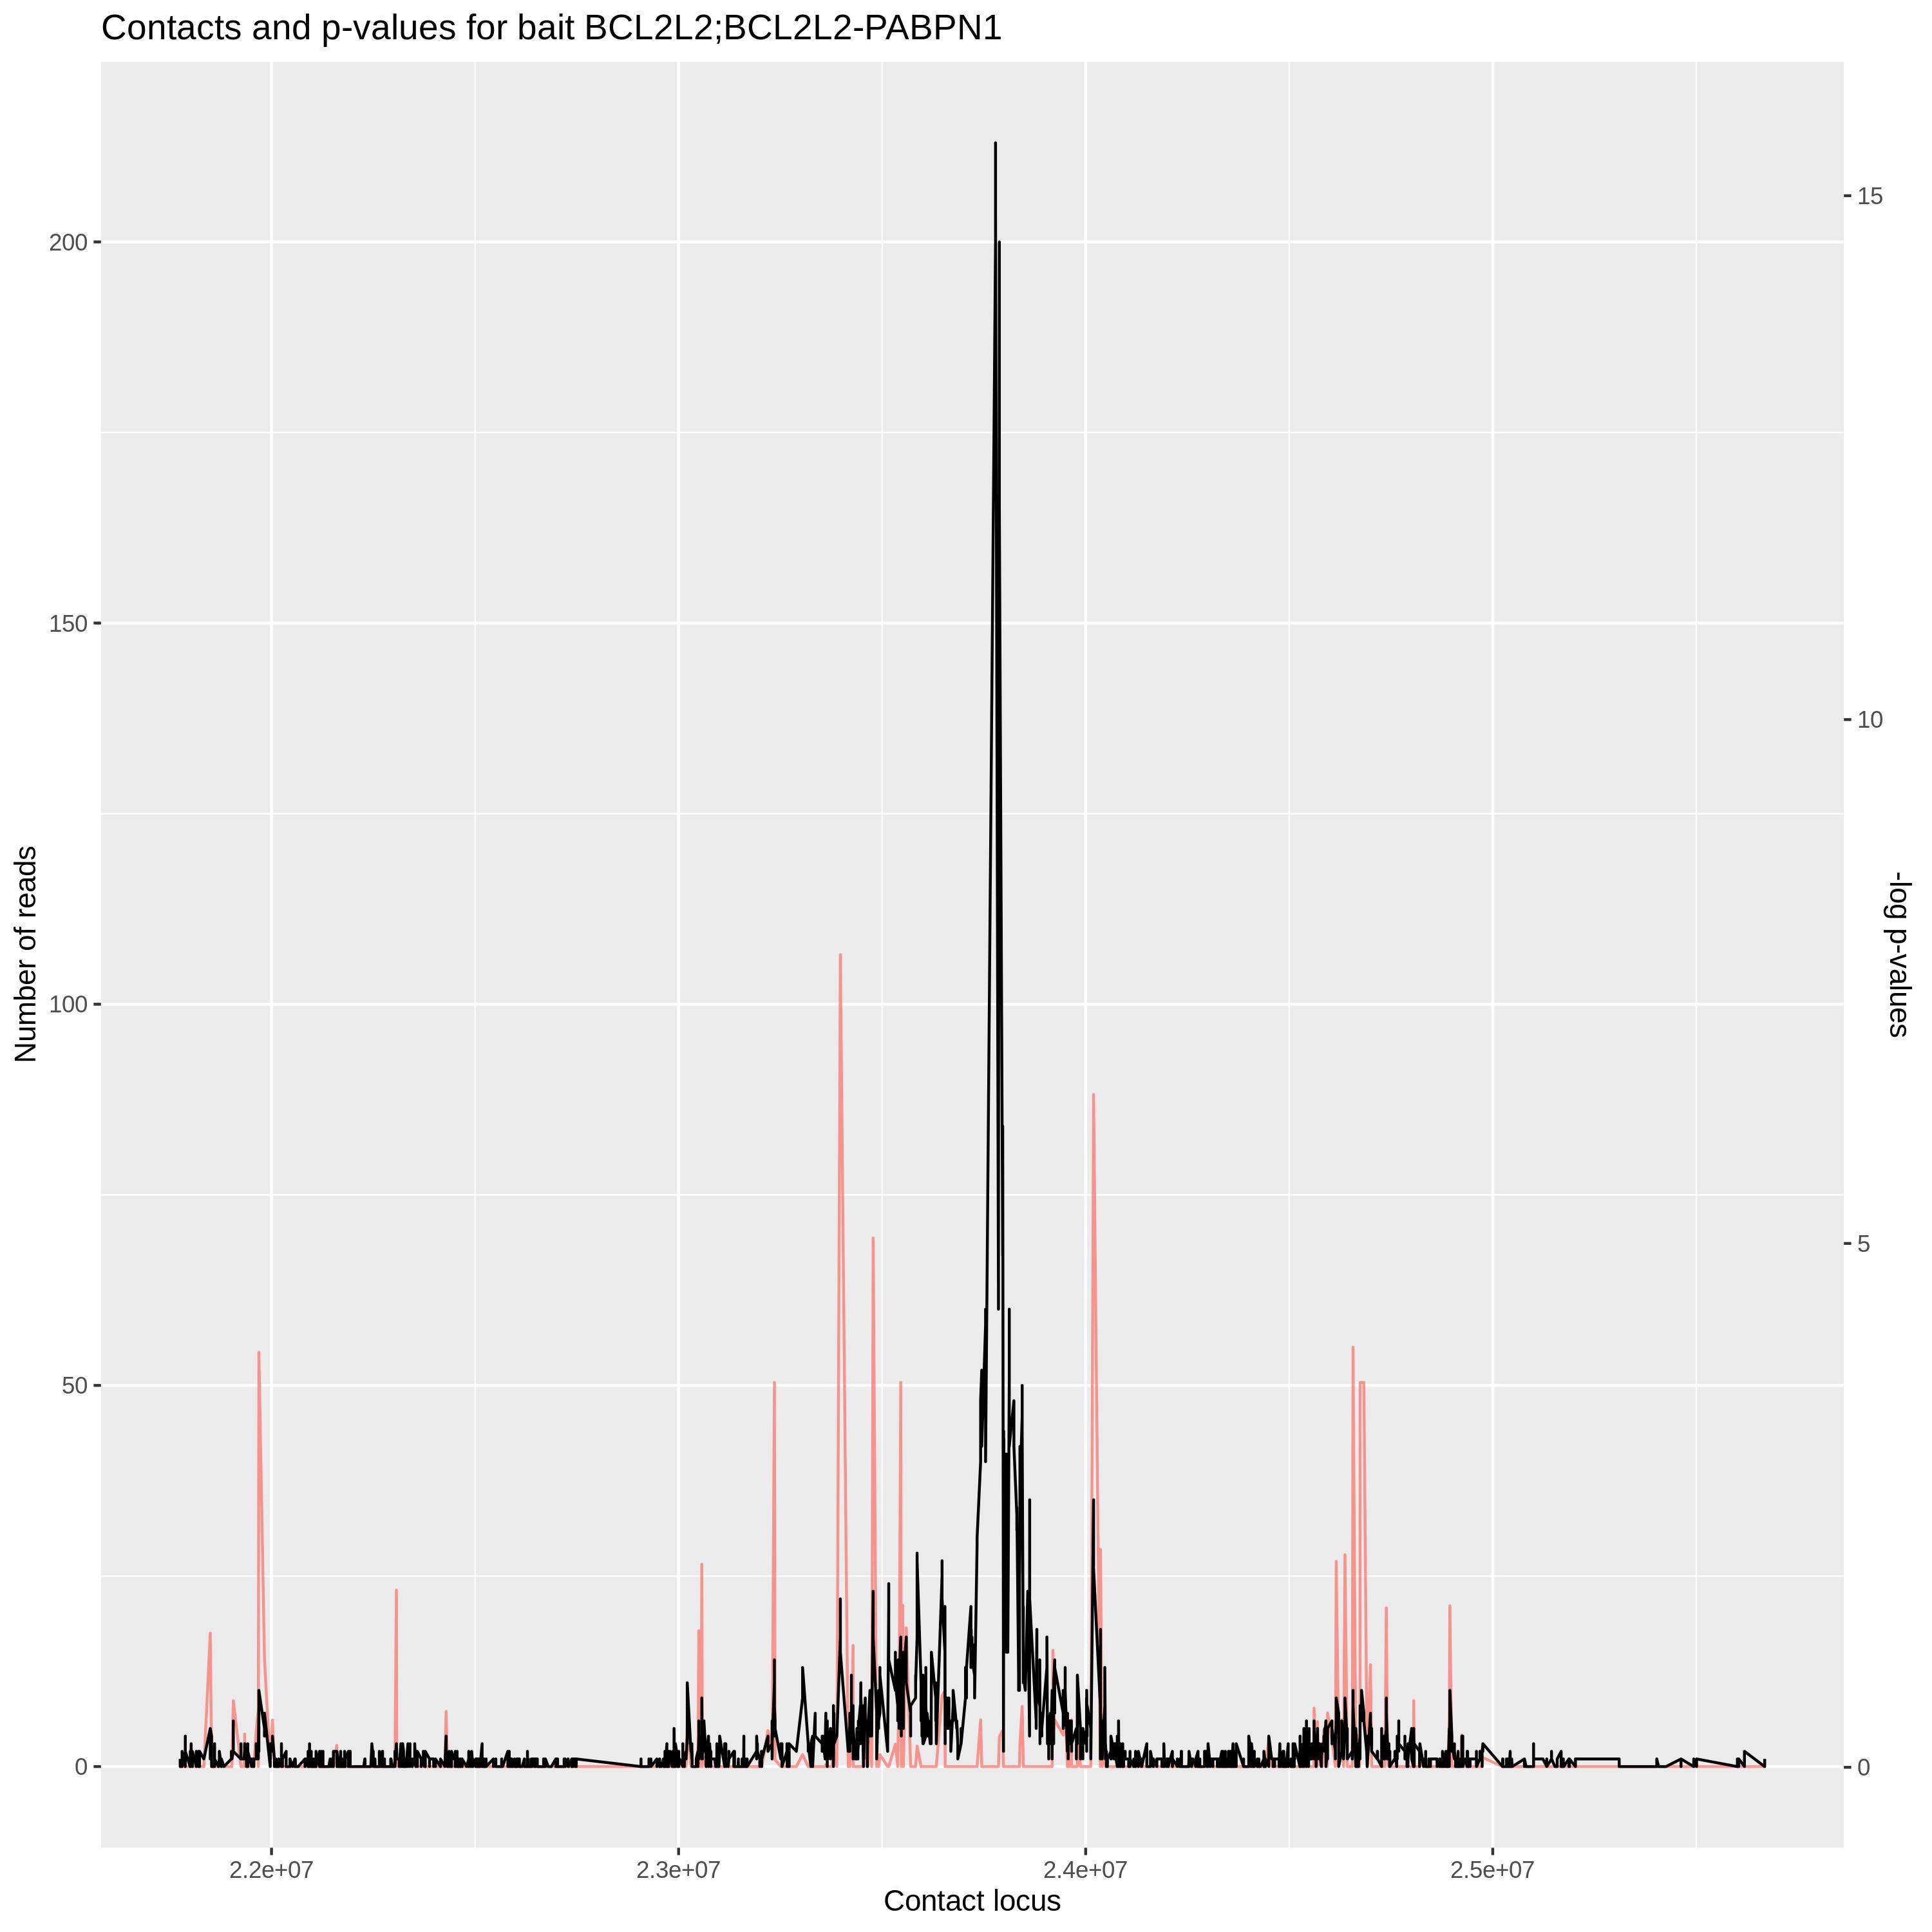 Contacts and p-values for bait BCL2L2;BCL2L2-PABPN1
Number of reads
200
150
100
50
0
15
10
5
0
-log p-values
2.2e+07
2.3e+07
2.4e+07
2.5e+07
Contact locus